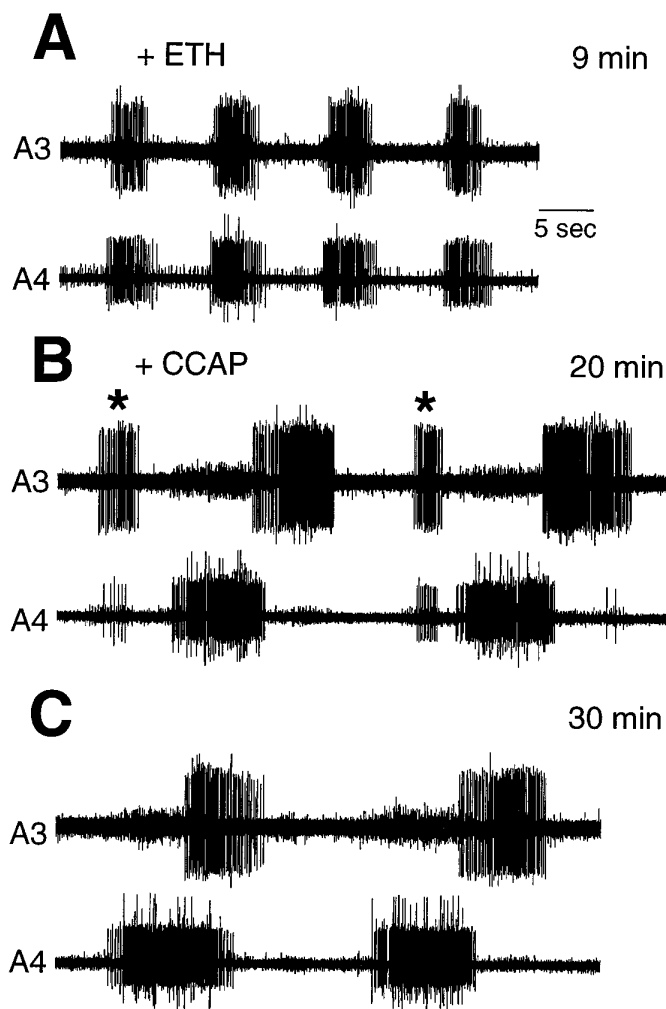 A
+ ETH
9 min
A3
5 sec
A4
B
+ CCAP
20 min
* *
A3
A4
C
30 min
A3
A4